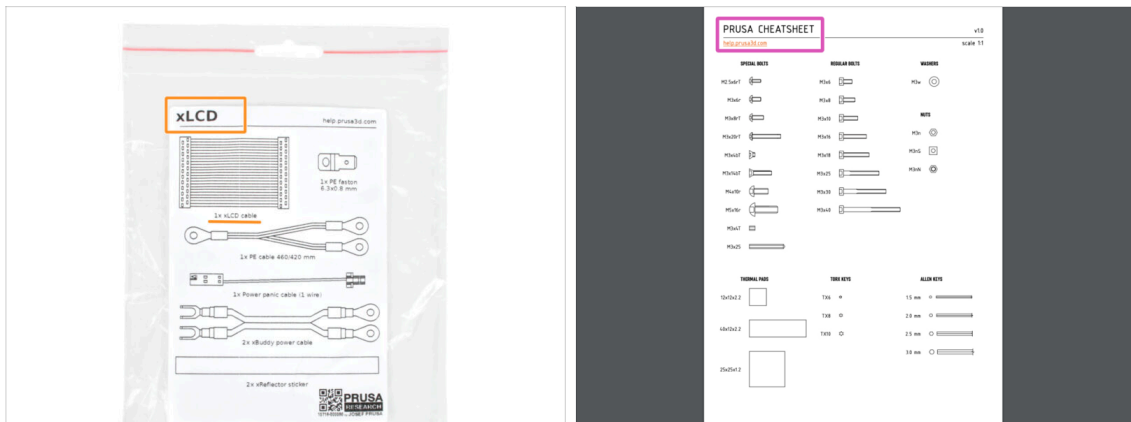 xLCD
help.prusa3d.com
1x PE faston
6.3x0.8 mm
1x xLCD cable
1x PE cable 460/420 mm
1x Power panic cable (1 wire)
2x xBuddy power cable
2x xReflector sticker
PRUSA
RESEARCH
by JOSEF PRUSA
PRUSA CHEATSHEET
v1.0
help.prusa3d.com
scale 1:1
SPECIAL BOLTS
M2.5x6rT
M3x6r
M3x8rT
M3x20rT
M3x4bT
M3x14bT
M4x10r
M5x16r
M3x4T
M3x25
REGULAR BOLTS
M3x6
M3x8
M3x10
M3x16
M3x18
M3x25
M3x30
M3x40
WASHERS
M3w
NUTS
M3n
M3nS
M3nN
THERMAL PADS
12x12x2.2
40x12x2.2
25x25x1.2
TORX KEYS
TX6
TX8
TX10
ALLEN KEYS
1.5 mm
2.0 mm
2.5 mm
3.0 mm